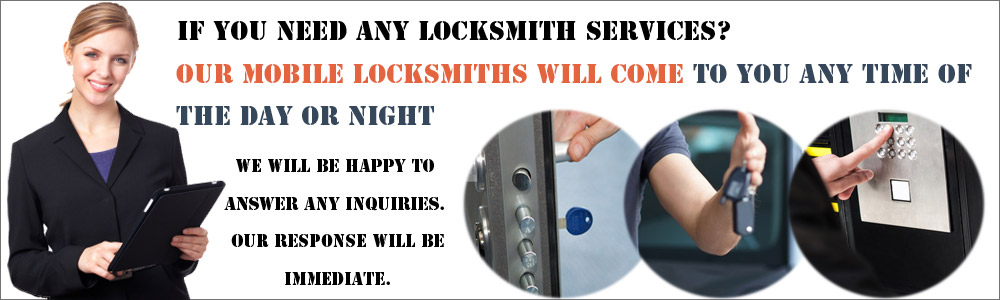 IF YOU NEED ANY LOCKSMITH SERVICES?
OUR MOBILE LOCKSMITHS WILL COME TO YOU ANY TIME OF
THE DAY OR NIGHT
WE WILL BE HAPPY TO
ANSWER ANY INQUIRIES.
OUR RESPONSE WILL BE
IMMEDIATE.